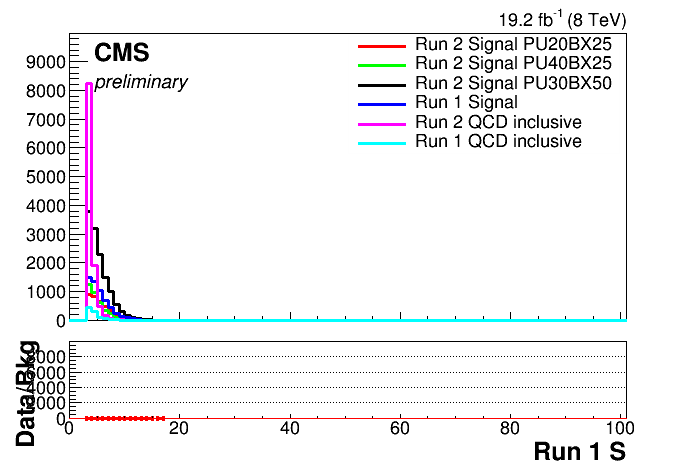 19.2 fb⁻¹ (8 TeV)
CMS
preliminary
Run 2 Signal PU20BX25
Run 2 Signal PU40BX25
Run 2 Signal PU30BX50
Run 1 Signal
Run 2 QCD inclusive
Run 1 QCD inclusive
9000
8000
7000
6000
5000
4000
3000
2000
1000
0
Data/Bkg
0
0 20 40 60 80 100
Run 1 S